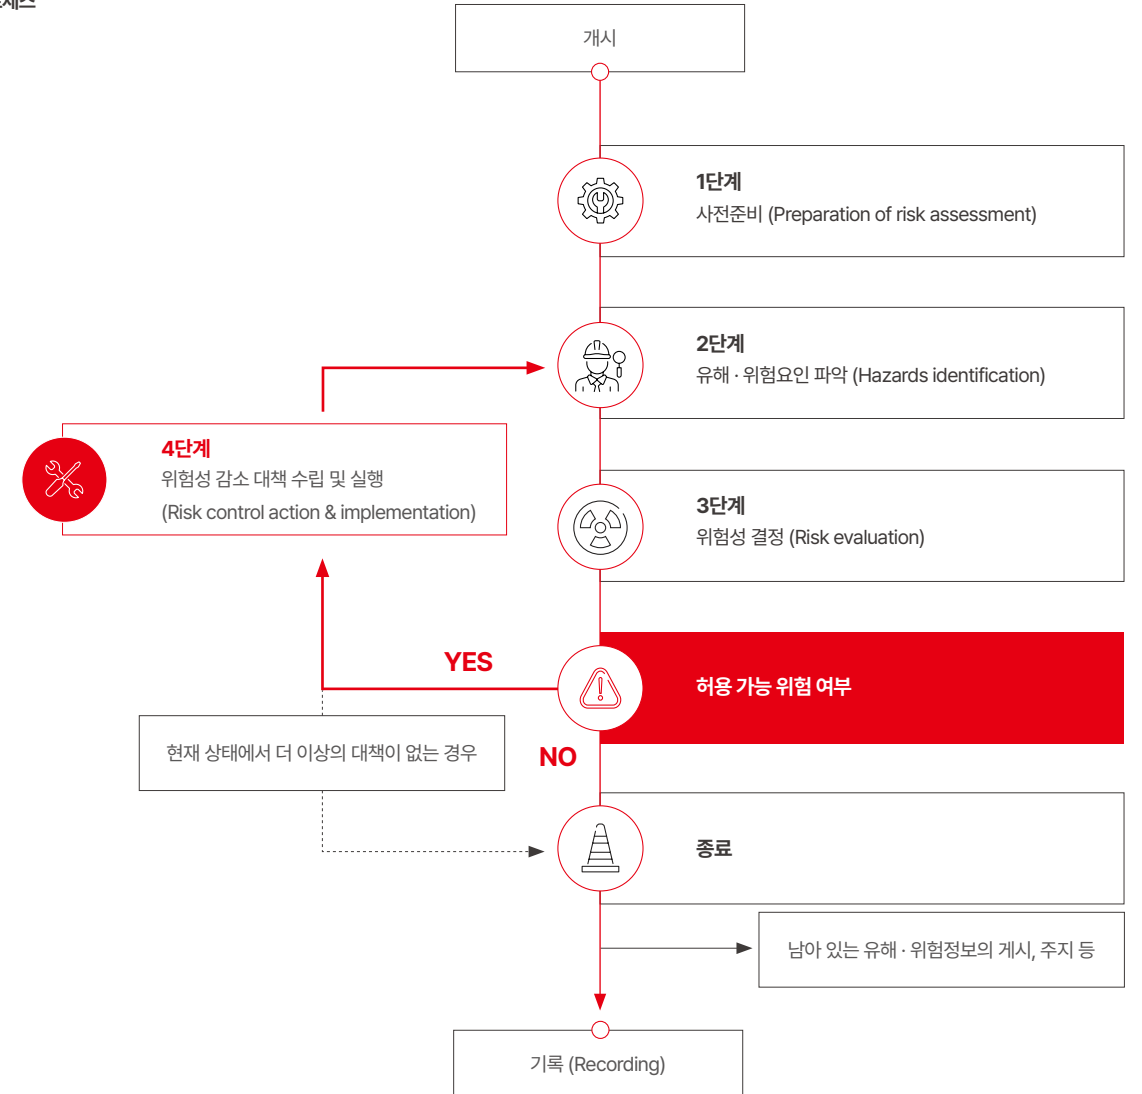 개시
1단계
사전준비 (Preparation of risk assessment)
2단계
유해 · 위험요인 파악 (Hazards identification)
4단계
위험성 감소 대책 수립 및 실행
(Risk control action & implementation)
3단계
위험성 결정 (Risk evaluation)
YES
허용 가능 위험 여부
현재 상태에서 더 이상의 대책이 없는 경우
NO
종료
남아 있는 유해 · 위험정보의 게시, 주지 등
기록 (Recording)